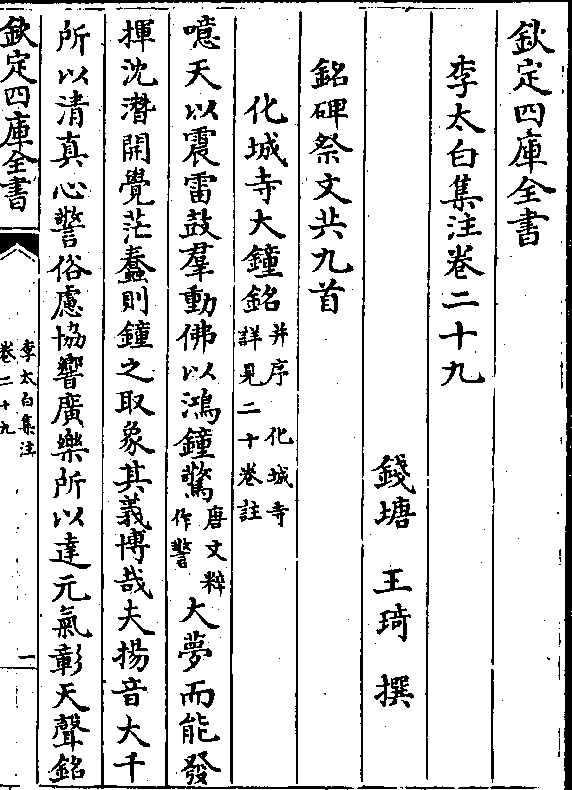 欽定四庫全書
李太白集注卷二十九
錢塘 王琦 撰
銘碑祭文共九首
化城寺大鐘銘并序 化城寺詳見二十卷註
噫天以震雷鼓羣動佛以鴻鐘驚唐文粹作警大夢而能發
揮沈潛開覺茫蠢則鐘之取象其義博哉夫揚音大千
所以清真心警俗慮協響廣樂所以達元氣彰天聲銘
欽定四庫全書
李太白集注
卷二十九
一